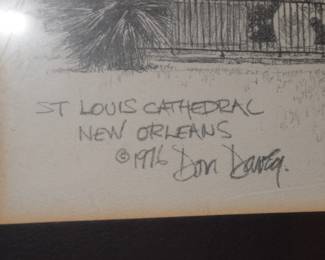 ST LOUIS CATHEDRAL
NEW ORLEANS
©1976 Don Davey.